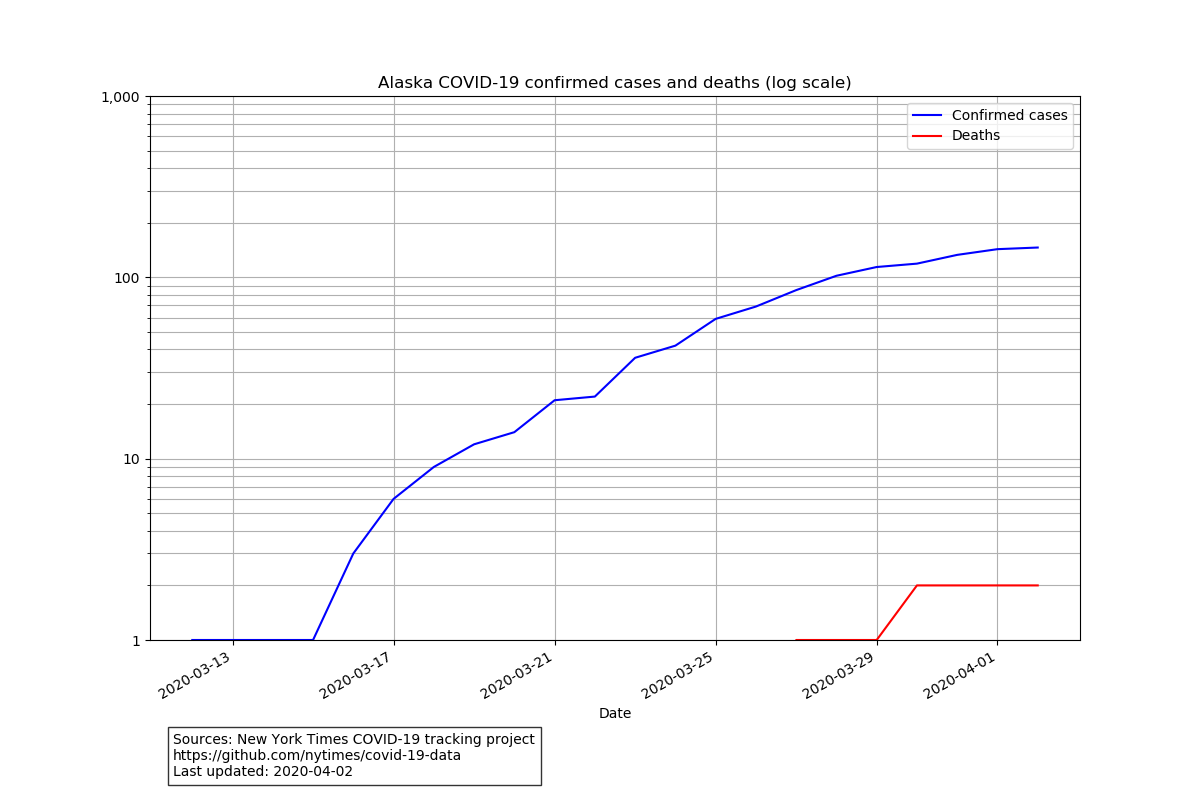 Alaska COVID-19 confirmed cases and deaths (log scale)
1,000
100
10
1
Confirmed cases
Deaths
2020-03-13
2020-03-17
2020-03-21
2020-03-25
2020-03-29
2020-04-01
Date
Sources: New York Times COVID-19 tracking project
https://github.com/nytimes/covid-19-data
Last updated: 2020-04-02